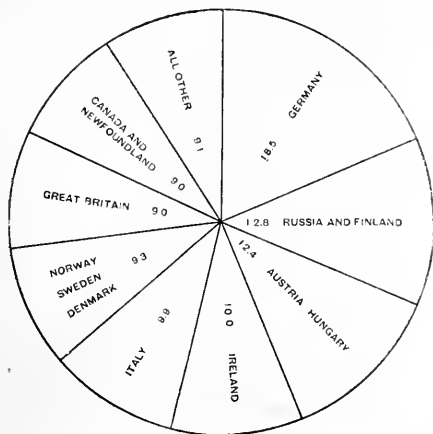 GERMANY
18.5
12.8 RUSSIA AND FINLAND
12.4 AUSTRIA HUNGARY
10.0 IRELAND
ITALY 9.9
NORWAY
SWEDEN 9.3
DENMARK
GREAT BRITAIN 9.0
CANADA AND
NEWFOUNDLAND 9.0
ALL OTHER 9.1